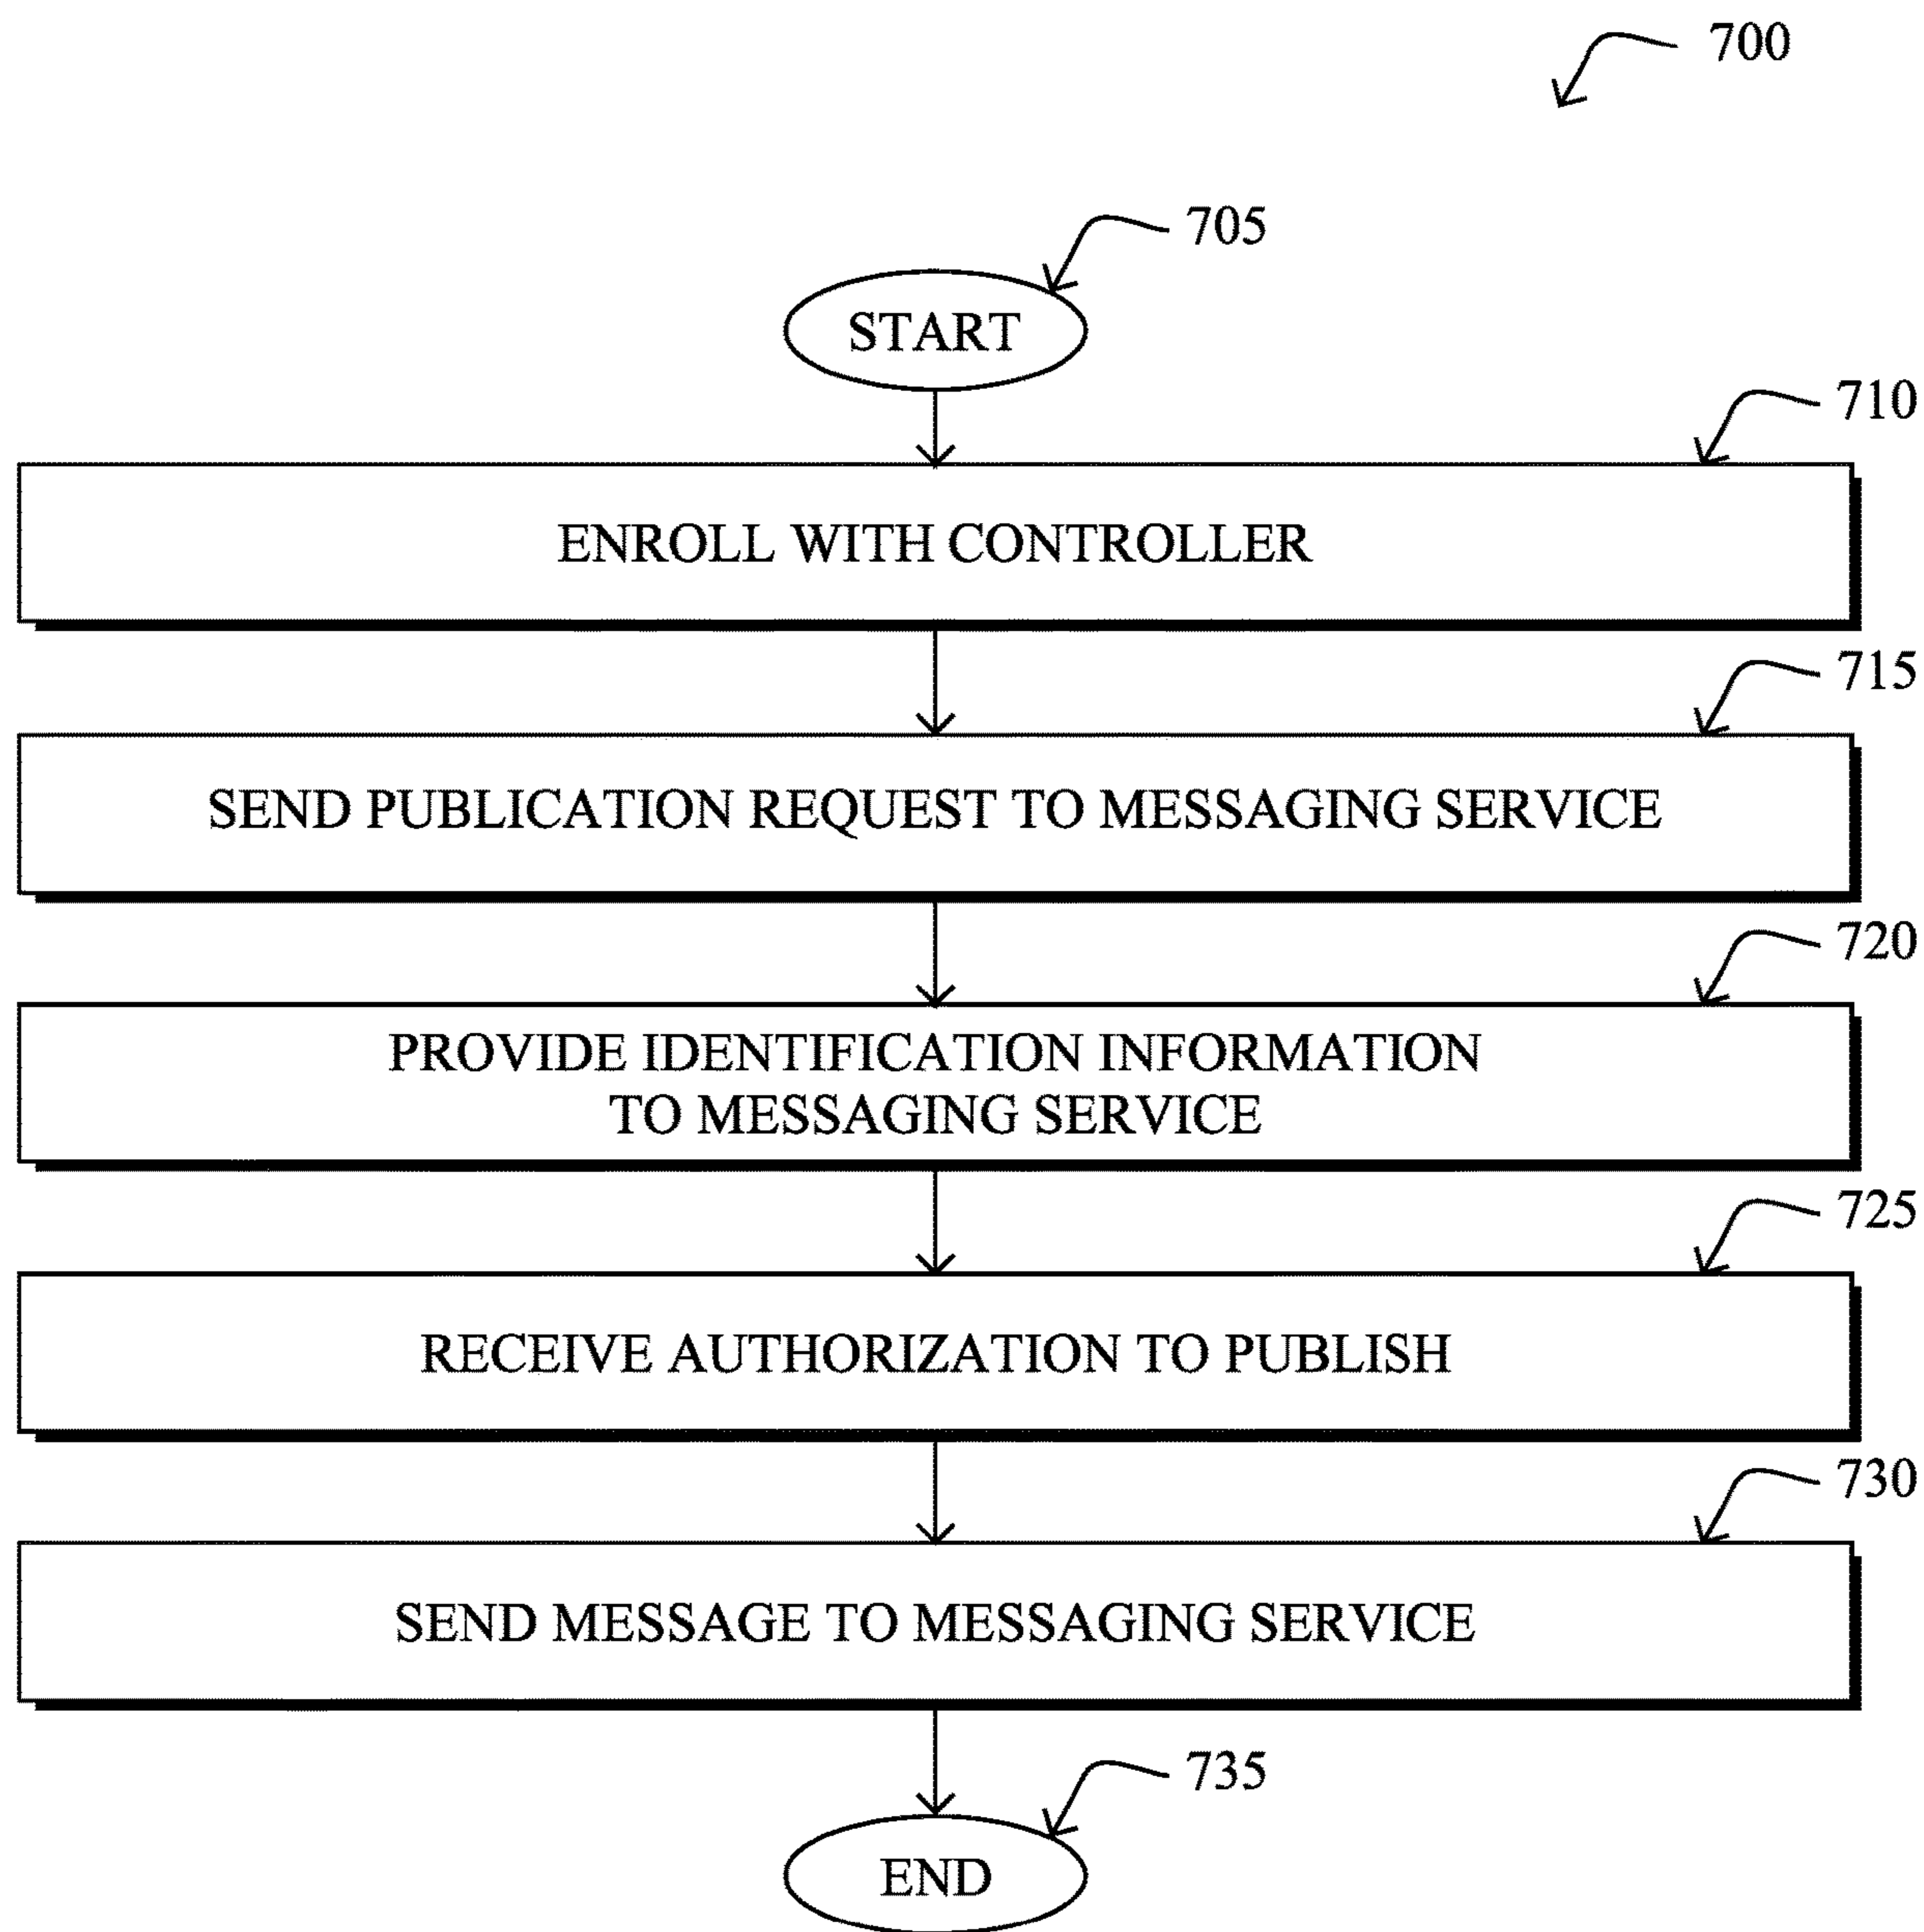 700
705
START
710
ENROLL WITH CONTROLLER
715
SEND PUBLICATION REQUEST TO MESSAGING SERVICE
720
PROVIDE IDENTIFICATION INFORMATION
TO MESSAGING SERVICE
725
RECEIVE AUTHORIZATION TO PUBLISH
730
SEND MESSAGE TO MESSAGING SERVICE
735
END